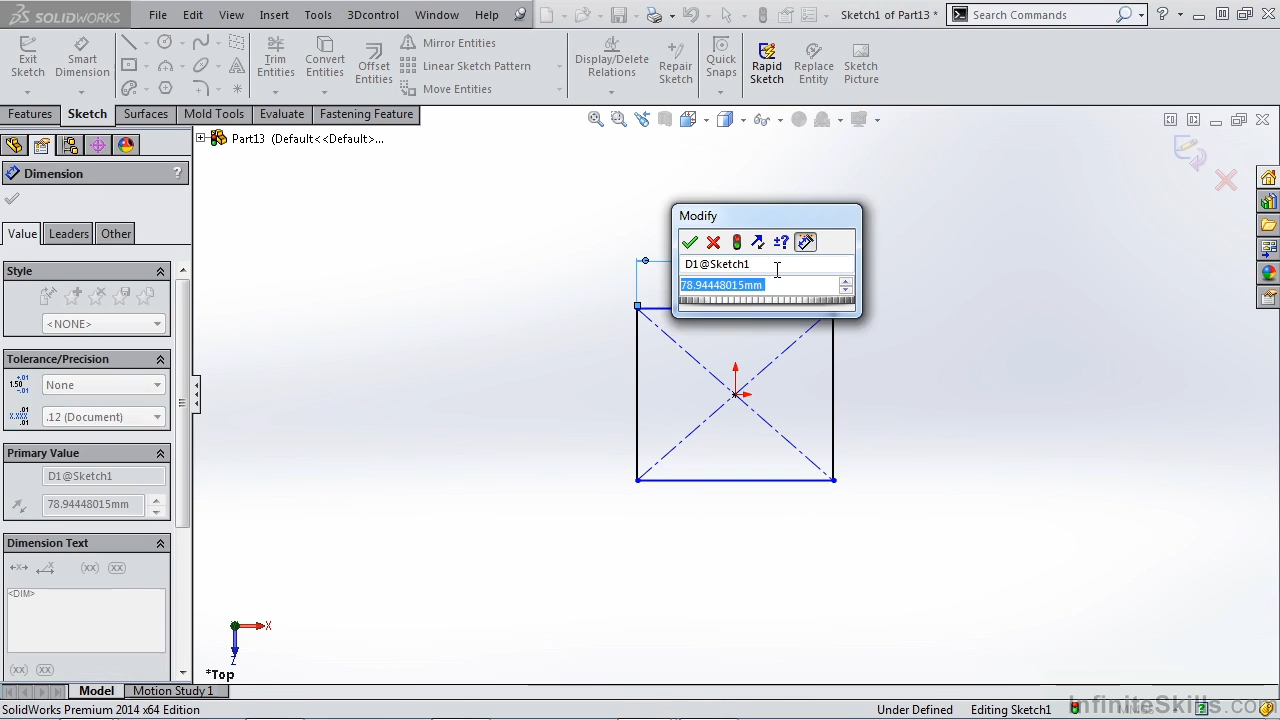 SOLIDWORKS File Edit View Insert Tools 3Dcontrol Window Help Sketch1 of Part13 * Search Commands
Exit Sketch
Smart Dimension
Trim Entities
Convert Entities
Offset Entities
Mirror Entities
Linear Sketch Pattern
Move Entities
Display/Delete Relations
Repair Sketch
Quick Snaps
Rapid Sketch
Replace Entity
Sketch Picture
Features Sketch Surfaces Mold Tools Evaluate Fastening Feature
Part13 (Default<<Default>...
Dimension ?
Value Leaders Other
Style
<NONE>
Tolerance/Precision
None
.12 (Document)
Primary Value
D1@Sketch1
78.94448015mm
Dimension Text
<DIM>
Modify
D1@Sketch1
78.94448015mm
X
Z
*Top
Model Motion Study 1
SolidWorks Premium 2014 x64 Edition Under Defined Editing Sketch1
InfiniteSkills.com